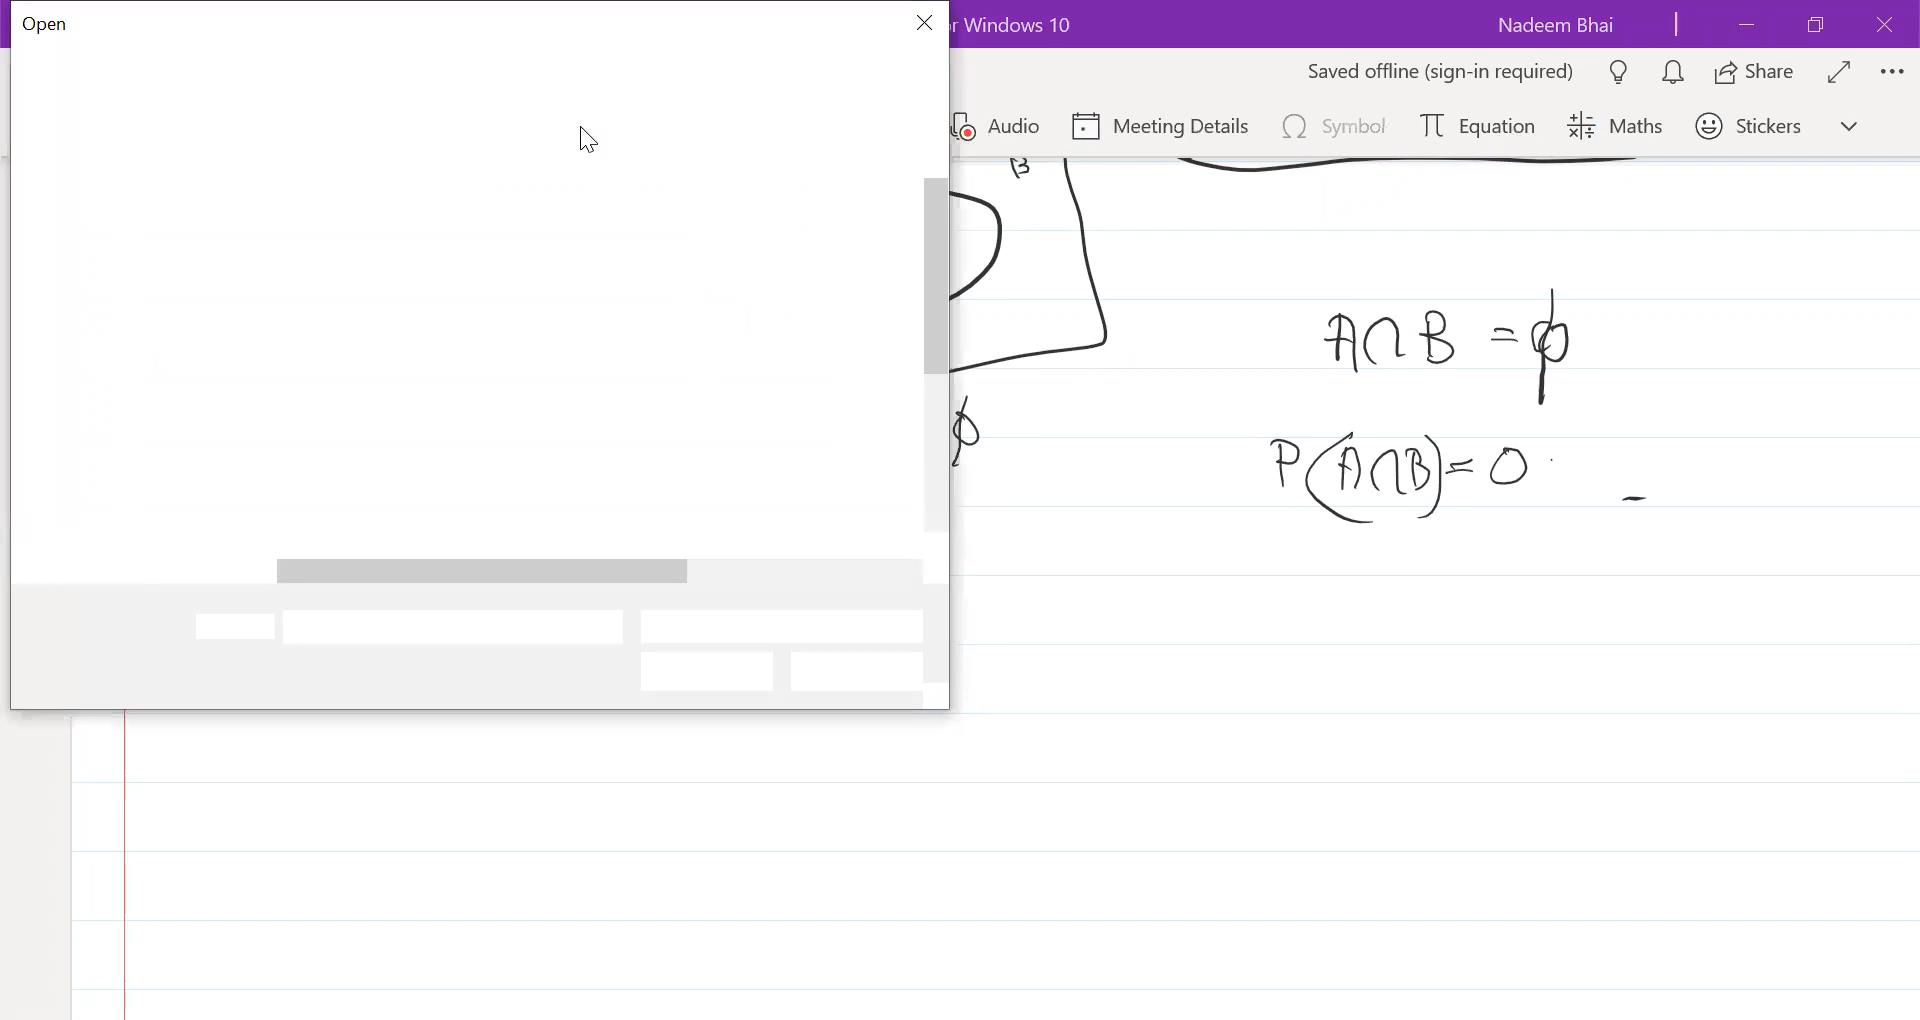 Open
r Windows 10
Nadeem Bhai
Saved offline (sign-in required)
Share
Audio
Meeting Details
Symbol
Equation
Maths
Stickers
B
A∩B = ϕ
ϕ
P(A∩B) = 0
-